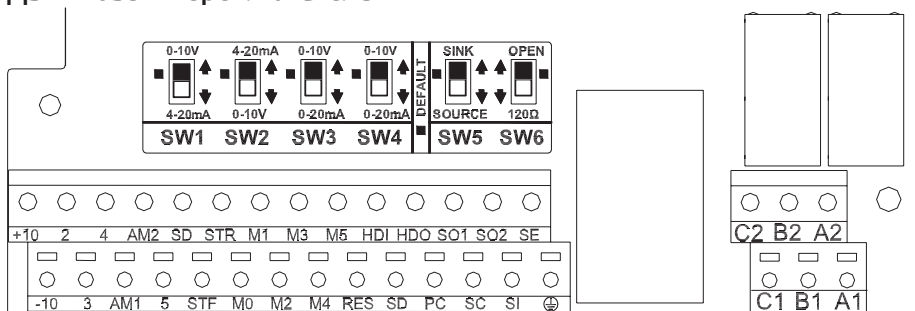 0-10V 4-20mA 0-10V 0-10V SINK OPEN
DEFAULT
4-20mA 0-10V 0-20mA 0-20mA SOURCE 120Ω
SW1 SW2 SW3 SW4 SW5 SW6
+10 2 4 AM2 SD STR M1 M3 M5 HDI HDO SO1 SO2 SE
C2 B2 A2
-10 3 AM1 5 STF M0 M2 M4 RES SD PC SC SI
C1 B1 A1